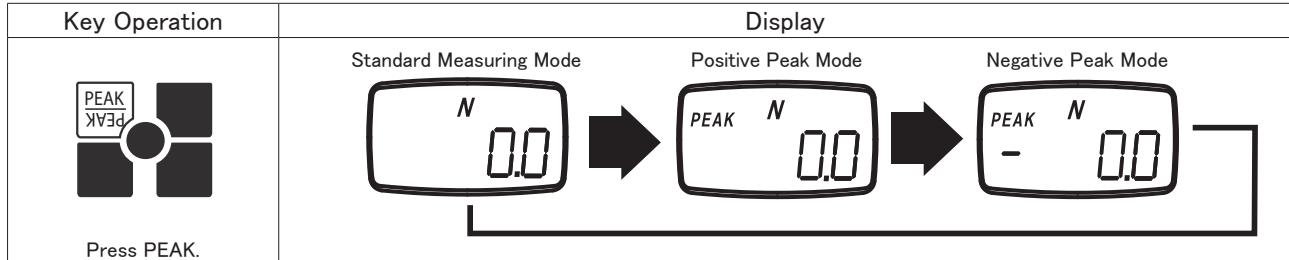 Key Operation
Display
PEAK
PEAK
Press PEAK.
Standard Measuring Mode
N
0.0
Positive Peak Mode
PEAK N
0.0
Negative Peak Mode
PEAK N
- 0.0